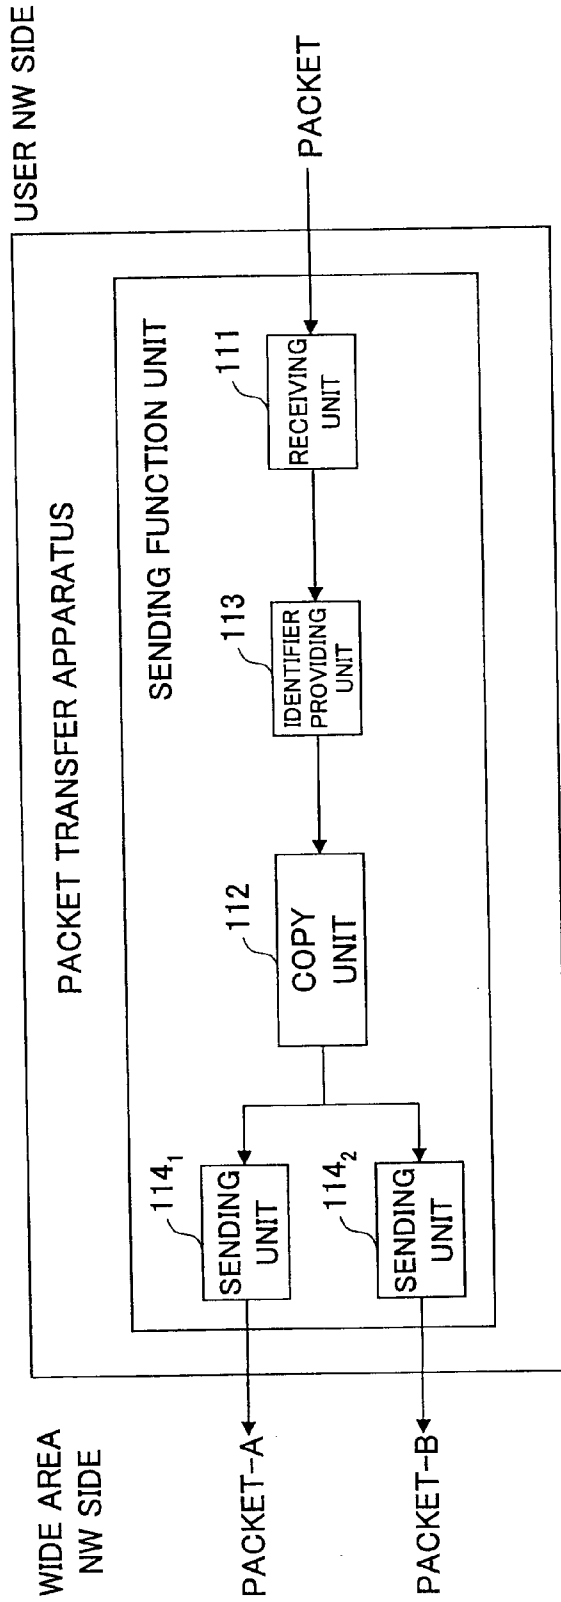 WIDE AREA
NW SIDE
USER NW SIDE
PACKET TRANSFER APPARATUS
SENDING FUNCTION UNIT
PACKET-A
114₁
SENDING
UNIT
PACKET-B
114₂
SENDING
UNIT
112
COPY
UNIT
113
IDENTIFIER
PROVIDING
UNIT
111
RECEIVING
UNIT
PACKET